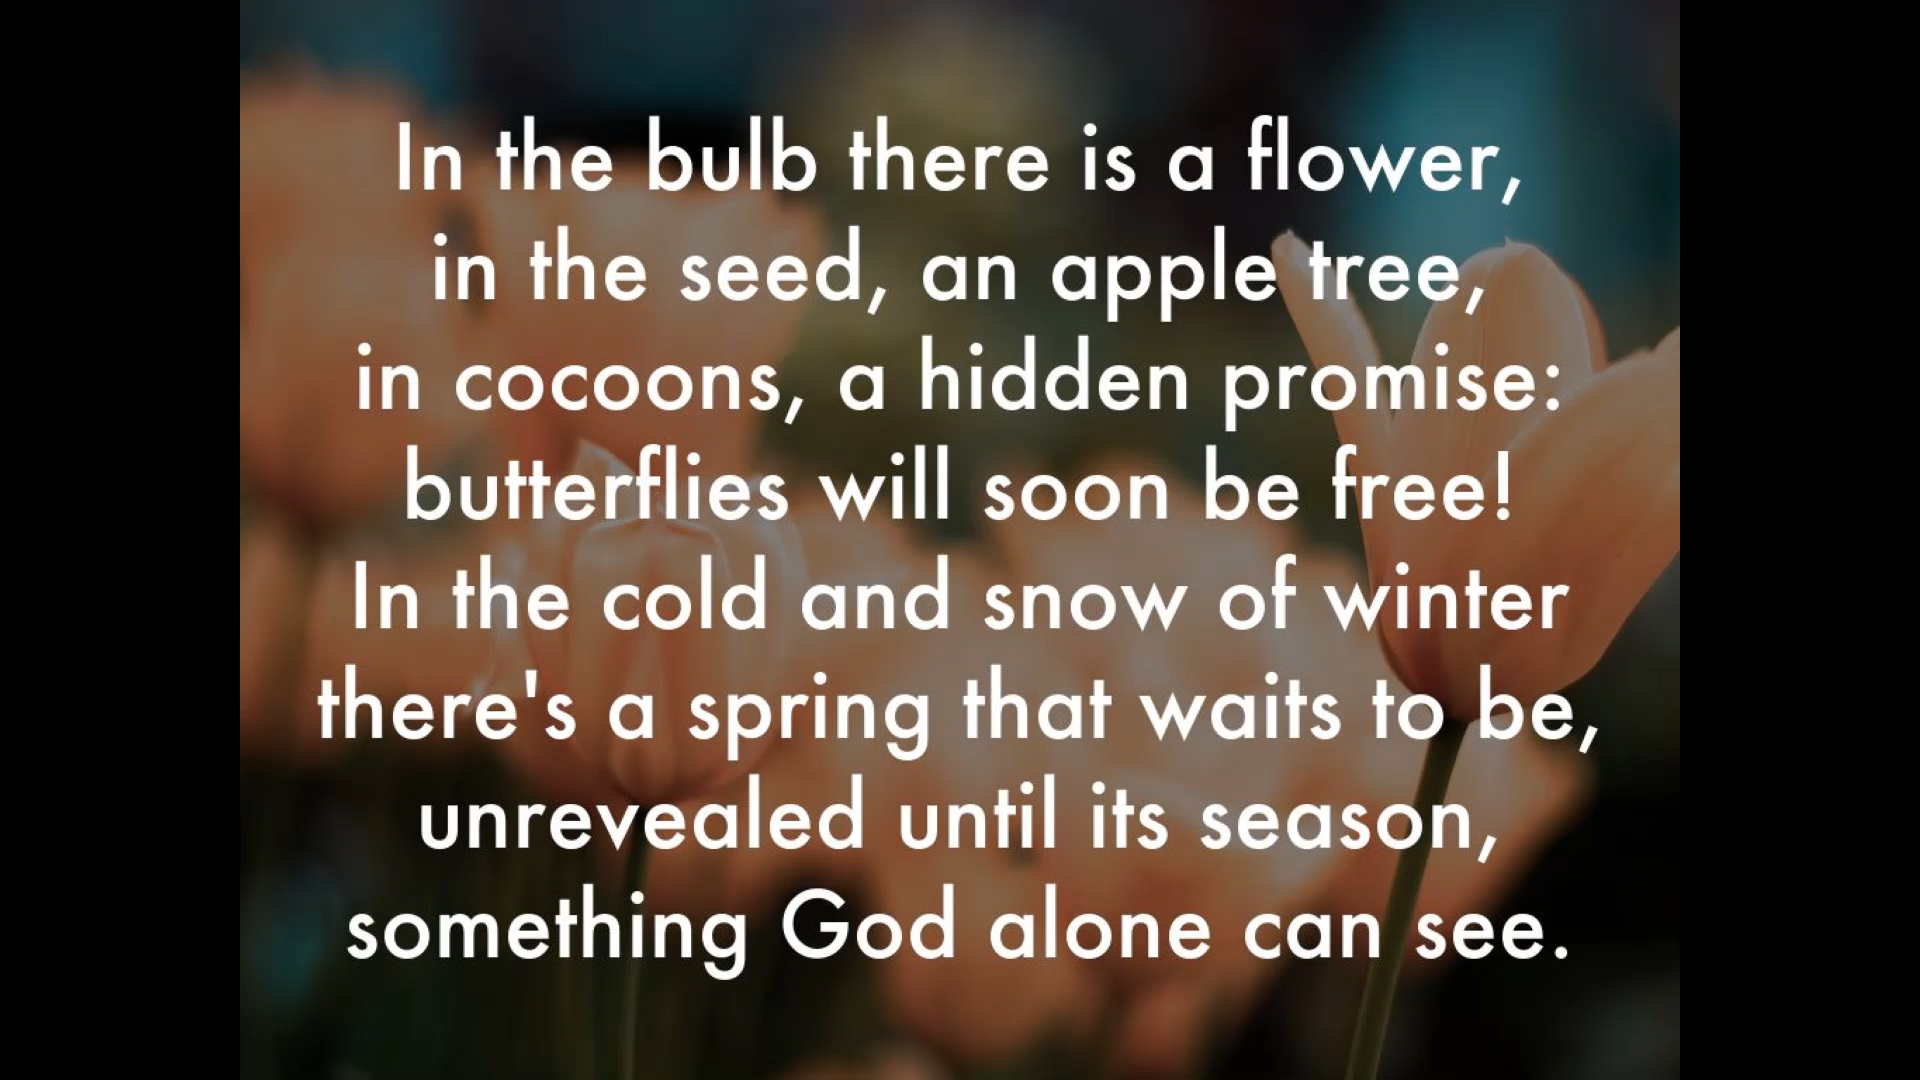 In the bulb there is a flower,
in the seed, an apple tree,
in cocoons, a hidden promise:
butterflies will soon be free!
In the cold and snow of winter
there's a spring that waits to be,
unrevealed until its season,
something God alone can see.